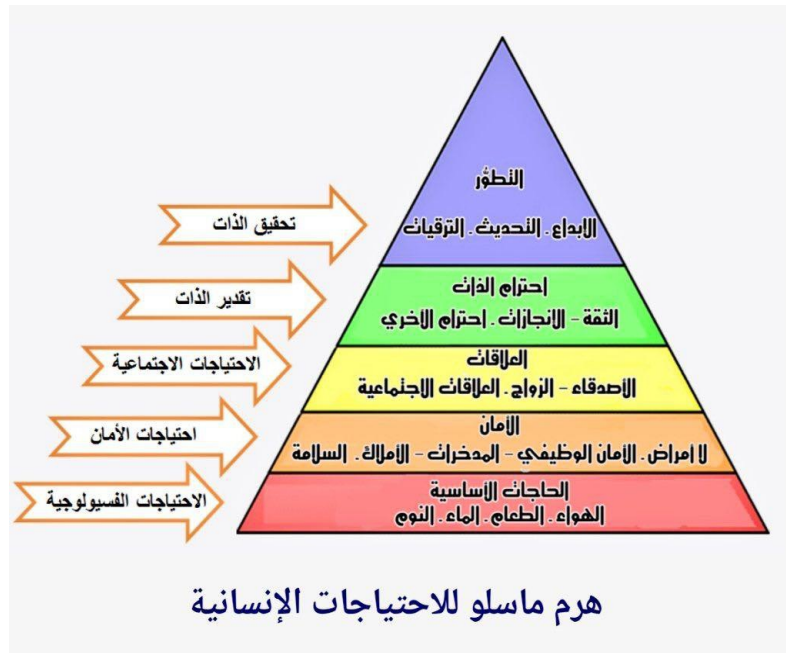 التطوُّر
الابداع . التحديث . الترقيات
تحقيق الذات
احترام الذات
الثقة – الانجازات . احترام الأخري
تقدير الذات
العلاقات
الأصدقاء – الزواج . العلاقات الاجتماعية
الاحتياجات الاجتماعية
الأمان
لا امراض . الأمان الوظيفي – المدخرات – الأملاك . السلامة
احتياجات الأمان
الحاجات الأساسية
الهواء . الطعام . الماء . النوم
الاحتياجات الفسيولوجية
هرم ماسلو للاحتياجات الإنسانية